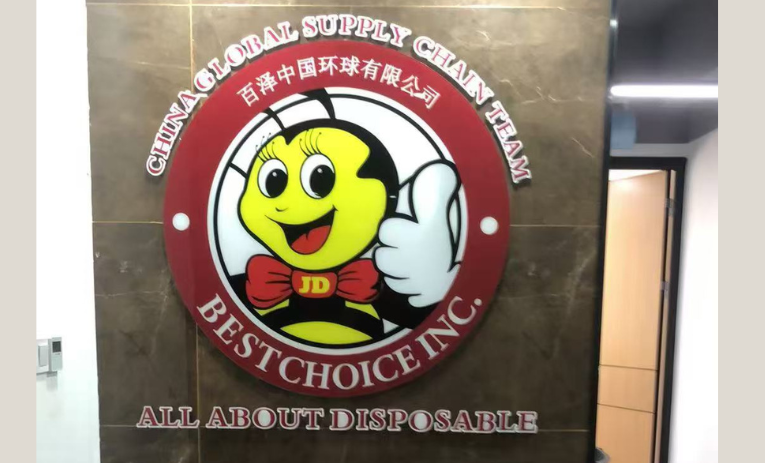 CHINA GLOBAL SUPPLY CHAIN TEAM
百泽中国环球有限公司
JD
BEST CHOICE INC.
ALL ABOUT DISPOSABLE